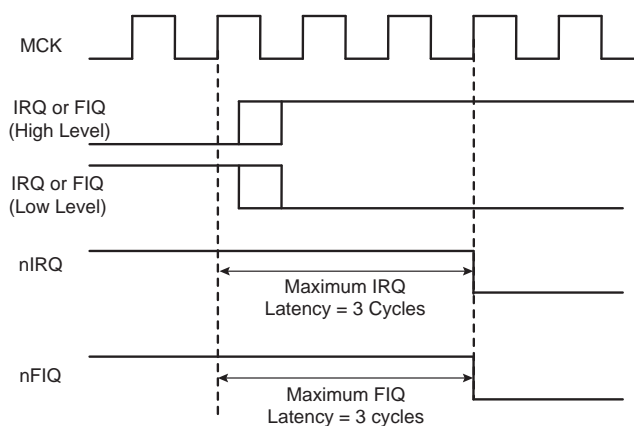 MCK
IRQ or FIQ
(High Level)
IRQ or FIQ
(Low Level)
nIRQ
Maximum IRQ
Latency = 3 Cycles
nFIQ
Maximum FIQ
Latency = 3 cycles